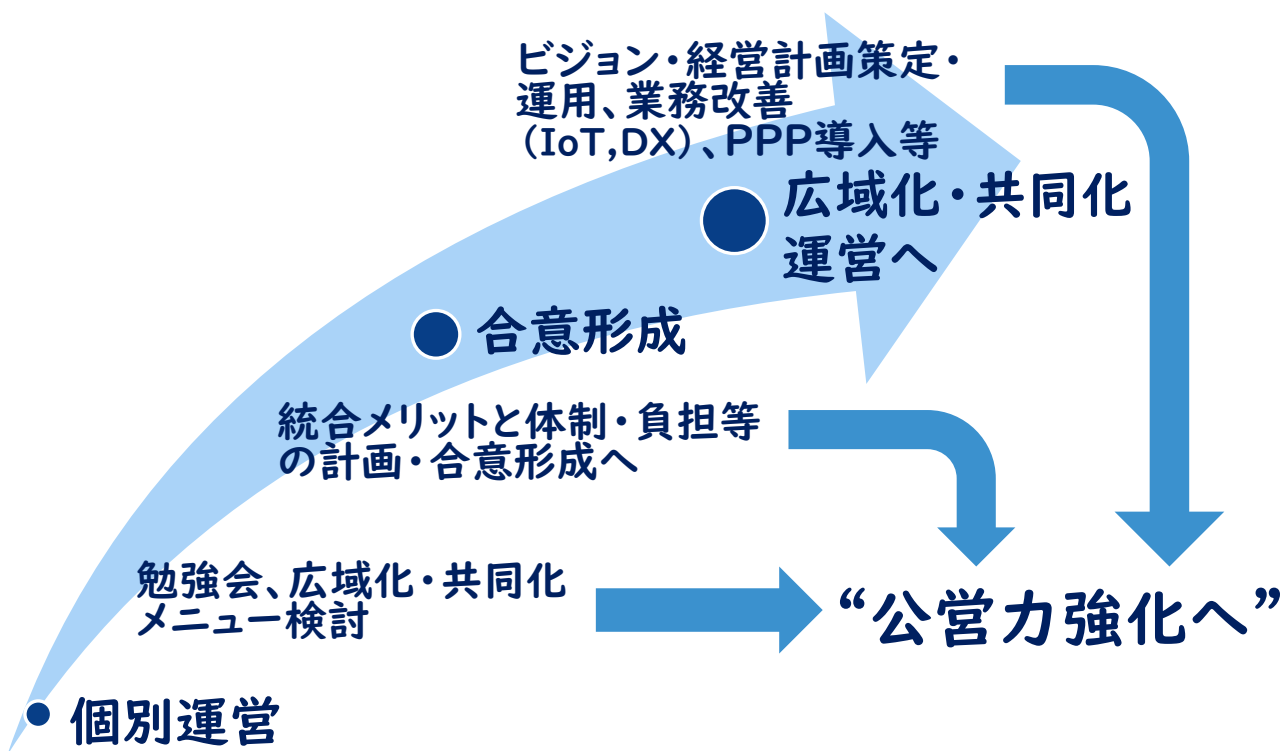 ビジョン・経営計画策定・
運用、業務改善
（IoT,DX）、PPP導入等
広域化・共同化
運営へ
合意形成
統合メリットと体制・負担等
の計画・合意形成へ
勉強会、広域化・共同化
メニュー検討
“公営力強化へ”
個別運営